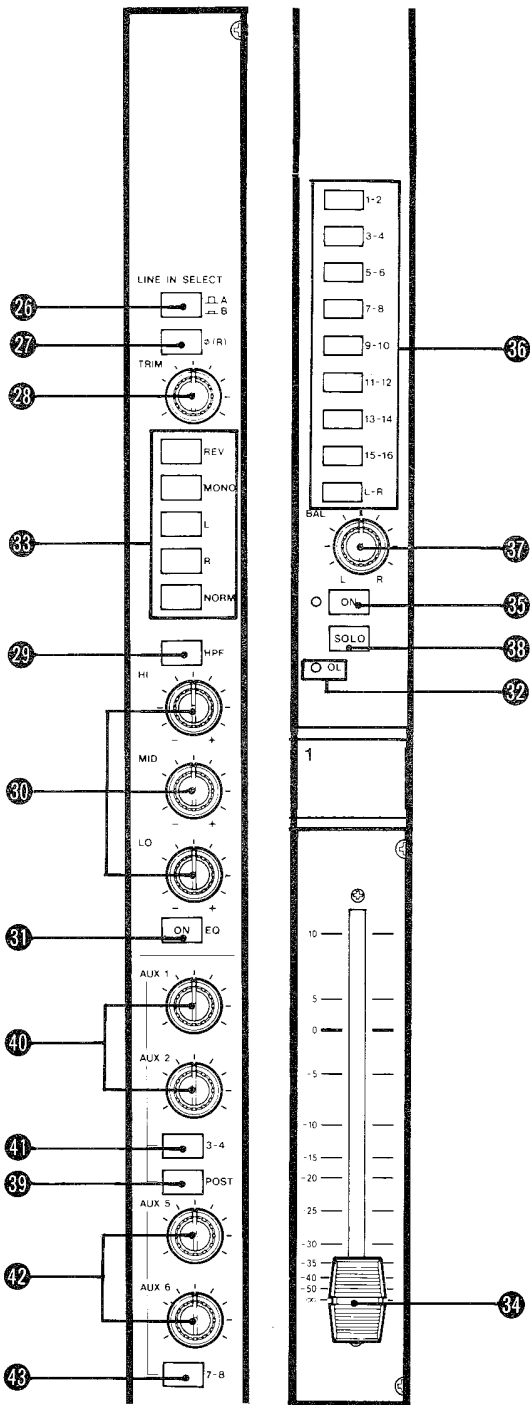 LINE IN SELECT
26
A
B
27
ø (R)
TRIM
28
33
REV
MONO
L
R
NORM
29
HPF
HI
- +
30
MID
- +
LO
- +
31
ON EQ
AUX 1
40
AUX 2
41
3-4
39
POST
AUX 5
42
AUX 6
43
7-8
1-2
3-4
5-6
7-8
36
9-10
11-12
13-14
15-16
L-R
BAL
37
L R
ON
35
SOLO
38
OL
32
1
10
5
0
-5
-10
-15
-20
-25
-30
-35
-40
-50
∞
34